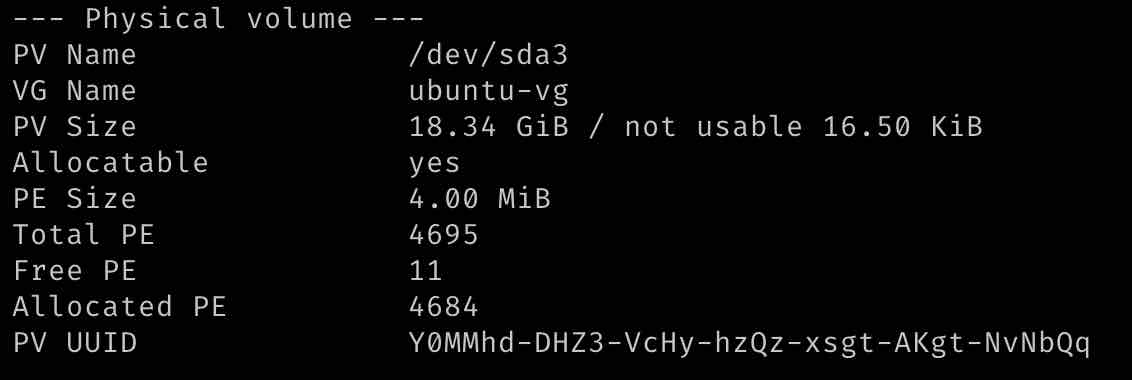 --- Physical volume ---
PV Name               /dev/sda3
VG Name               ubuntu-vg
PV Size               18.34 GiB / not usable 16.50 KiB
Allocatable           yes
PE Size               4.00 MiB
Total PE              4695
Free PE               11
Allocated PE          4684
PV UUID               Y0MMhd-DHZ3-VcHy-hzQz-xsgt-AKgt-NvNbQq